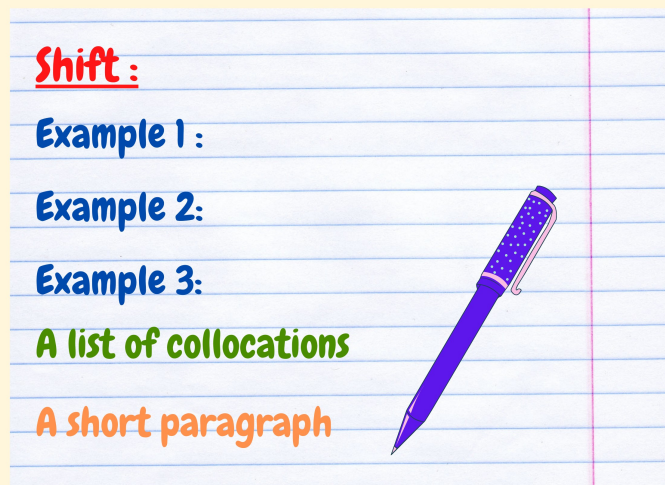 Shift :
Example 1 :
Example 2:
Example 3:
A list of collocations
A short paragraph